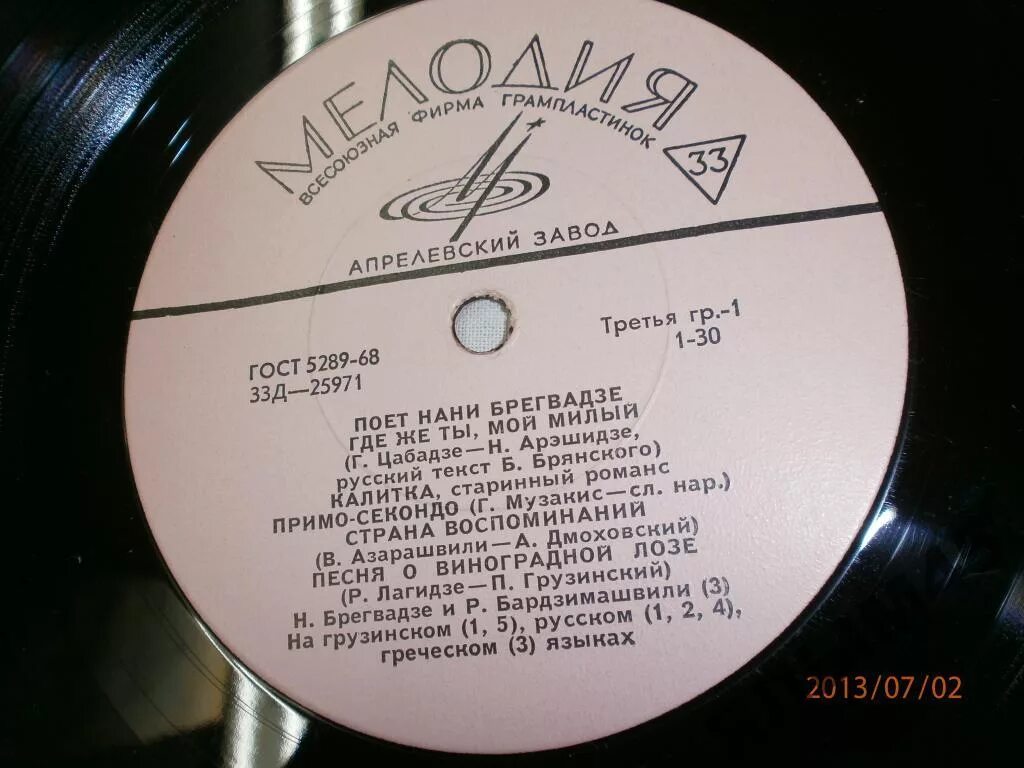 МЕЛОДИЯ
ВСЕСОЮЗНАЯ ФИРМА ГРАМПЛАСТИНОК
33
АПРЕЛЕВСКИЙ ЗАВОД
ГОСТ 5289-68
33Д—25971
Третья гр.-1
1-30
ПОЕТ НАНИ БРЕГВАДЗЕ
ГДЕ ЖЕ ТЫ, МОЙ МИЛЫЙ
(Г. Цабадзе—Н. Арэшидзе,
русский текст Б. Брянского)
КАЛИТКА, старинный романс
ПРИМО-СЕКОНДО (Г. Музакис—сл. нар.)
СТРАНА ВОСПОМИНАНИЙ
(В. Азарашвили—А. Дмоховский)
ПЕСНЯ О ВИНОГРАДНОЙ ЛОЗЕ
(Р. Лагидзе—П. Грузинский)
Н. Брегвадзе и Р. Бардзимашвили (3)
На грузинском (1, 5), русском (1, 2, 4),
греческом (3) языках
2013/07/02